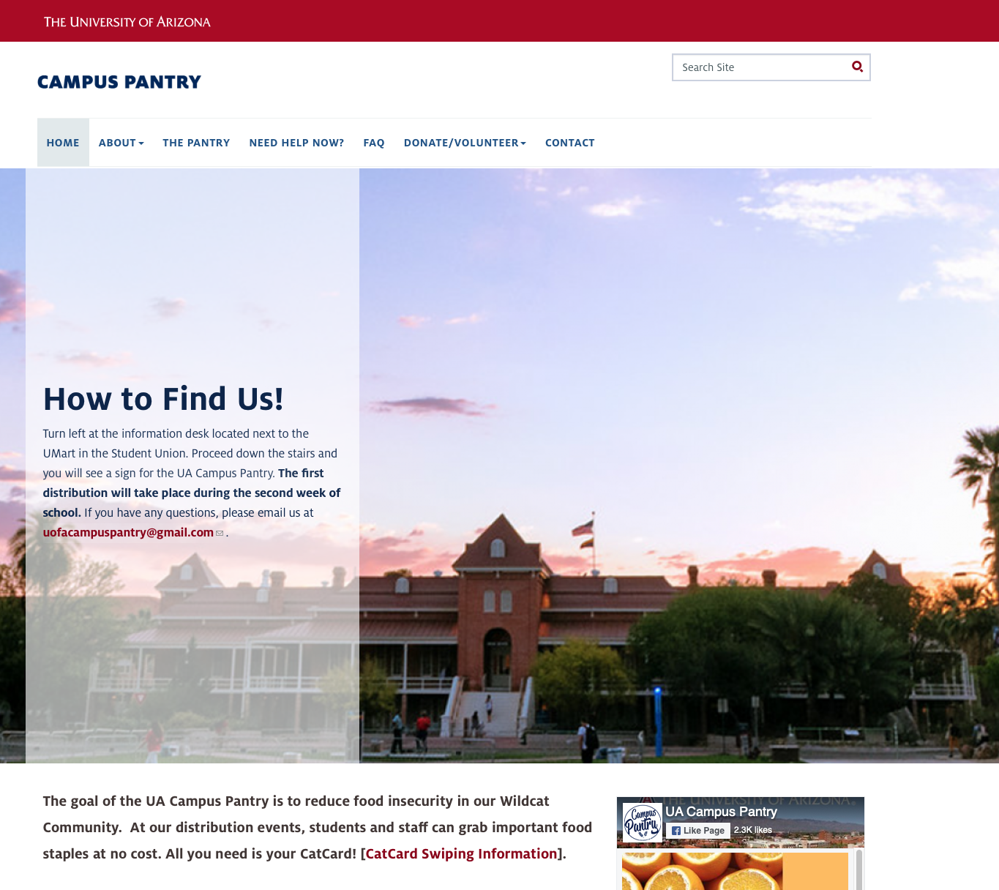 THE UNIVERSITY OF ARIZONA
Search Site
CAMPUS PANTRY
HOME ABOUT THE PANTRY NEED HELP NOW? FAQ DONATE/VOLUNTEER CONTACT
How to Find Us!
Turn left at the information desk located next to the
UMart in the Student Union. Proceed down the stairs and
you will see a sign for the UA Campus Pantry. The first
distribution will take place during the second week of
school. If you have any questions, please email us at
uofacampuspantry@gmail.com .
The goal of the UA Campus Pantry is to reduce food insecurity in our Wildcat
Community. At our distribution events, students and staff can grab important food
staples at no cost. All you need is your CatCard! [CatCard Swiping Information].
THE UNIVERSITY OF ARIZONA
Campus Pantry
UA Campus Pantry
Like Page 2.3K likes